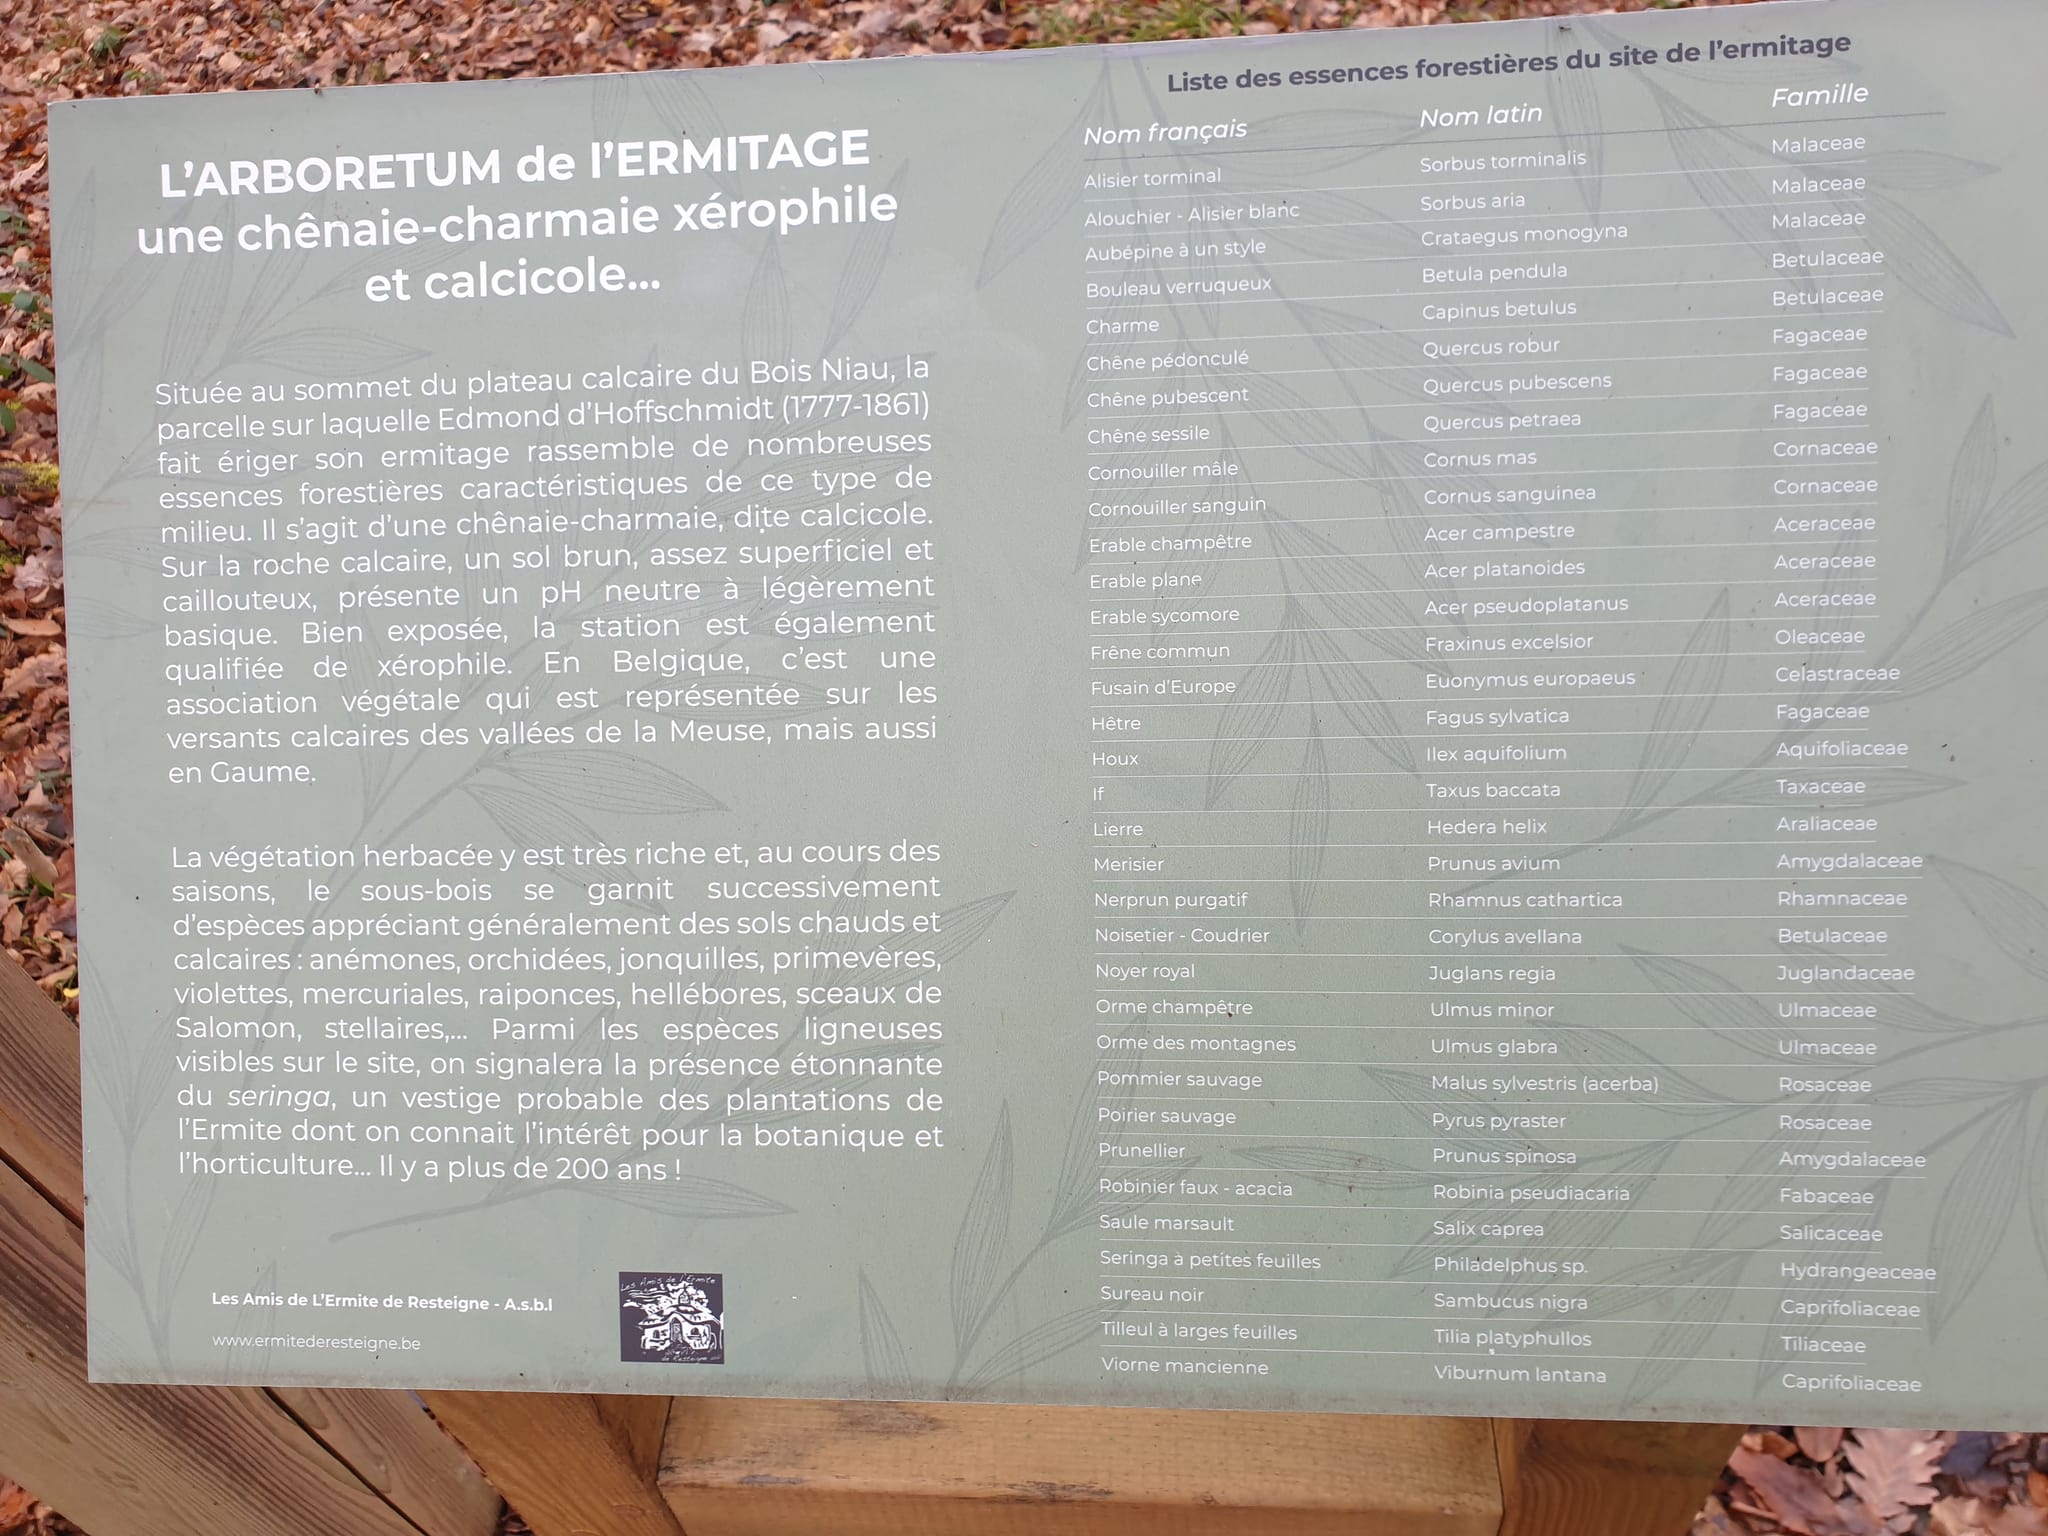 L'ARBORETUM de l'ERMITAGE
une chênaie-charmaie xérophile
et calcicole...
Située au sommet du plateau calcaire du Bois Niau, la
parcelle sur laquelle Edmond d'Hoffschmidt (1777-1861)
fait ériger son ermitage rassemble de nombreuses
essences forestières caractéristiques de ce type de
milieu. Il s'agit d'une chênaie-charmaie, dite calcicole.
Sur la roche calcaire, un sol brun, assez superficiel et
caillouteux, présente un pH neutre à légèrement
basique. Bien exposée, la station est également
qualifiée de xérophile. En Belgique, c'est une
association végétale qui est représentée sur les
versants calcaires des vallées de la Meuse, mais aussi
en Gaume.
La végétation herbacée y est très riche et, au cours des
saisons, le sous-bois se garnit successivement
d'espèces appréciant généralement des sols chauds et
calcaires : anémones, orchidées, jonquilles, primevères,
violettes, mercuriales, raiponces, hellébores, sceaux de
Salomon, stellaires,... Parmi les espèces ligneuses
visibles sur le site, on signalera la présence étonnante
du seringa, un vestige probable des plantations de
l'Ermite dont on connait l'intérêt pour la botanique et
l'horticulture... Il y a plus de 200 ans !
Les Amis de L'Ermite de Resteigne - A.s.b.l
www.ermitederesteigne.be
Les Amis de l'Ermite
de Resteigne
Liste des essences forestières du site de l'ermitage
Nom français Nom latin Famille
Alisier torminal Sorbus torminalis Malaceae
Alouchier - Alisier blanc Sorbus aria Malaceae
Aubépine à un style Crataegus monogyna Malaceae
Bouleau verruqueux Betula pendula Betulaceae
Charme Capinus betulus Betulaceae
Chêne pédonculé Quercus robur Fagaceae
Chêne pubescent Quercus pubescens Fagaceae
Chêne sessile Quercus petraea Fagaceae
Cornouiller mâle Cornus mas Cornaceae
Cornouiller sanguin Cornus sanguinea Cornaceae
Erable champêtre Acer campestre Aceraceae
Erable plane Acer platanoides Aceraceae
Erable sycomore Acer pseudoplatanus Aceraceae
Frêne commun Fraxinus excelsior Oleaceae
Fusain d'Europe Euonymus europaeus Celastraceae
Hêtre Fagus sylvatica Fagaceae
Houx Ilex aquifolium Aquifoliaceae
If Taxus baccata Taxaceae
Lierre Hedera helix Araliaceae
Merisier Prunus avium Amygdalaceae
Nerprun purgatif Rhamnus cathartica Rhamnaceae
Noisetier - Coudrier Corylus avellana Betulaceae
Noyer royal Juglans regia Juglandaceae
Orme champêtre Ulmus minor Ulmaceae
Orme des montagnes Ulmus glabra Ulmaceae
Pommier sauvage Malus sylvestris (acerba) Rosaceae
Poirier sauvage Pyrus pyraster Rosaceae
Prunellier Prunus spinosa Amygdalaceae
Robinier faux - acacia Robinia pseudiacaria Fabaceae
Saule marsault Salix caprea Salicaceae
Seringa à petites feuilles Philadelphus sp. Hydrangeaceae
Sureau noir Sambucus nigra Caprifoliaceae
Tilleul à larges feuilles Tilia platyphullos Tiliaceae
Viorne mancienne Viburnum lantana Caprifoliaceae